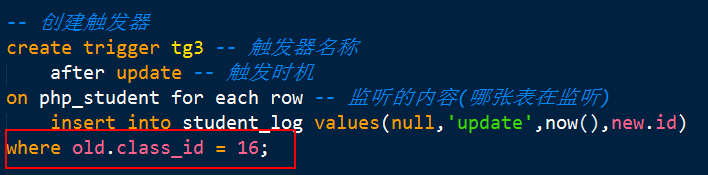 -- 创建触发器
create trigger tg3 -- 触发器名称
after update -- 触发时机
on php_student for each row -- 监听的内容(哪张表在监听)
insert into student_log values(null,'update',now(),new.id)
where old.class_id = 16;